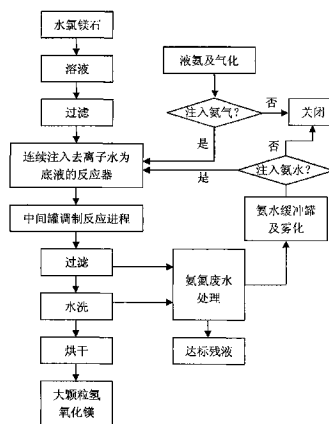 水氯镁石
溶液
过滤
液氨及气化
注入氨气?
否
关闭
是
连续注入去离子水为
底液的反应器
是
注入氨水?
否
中间罐调制反应进程
氨水缓冲罐
及雾化
过滤
氨氮废水
处理
水洗
烘干
达标残液
大颗粒氢
氧化镁